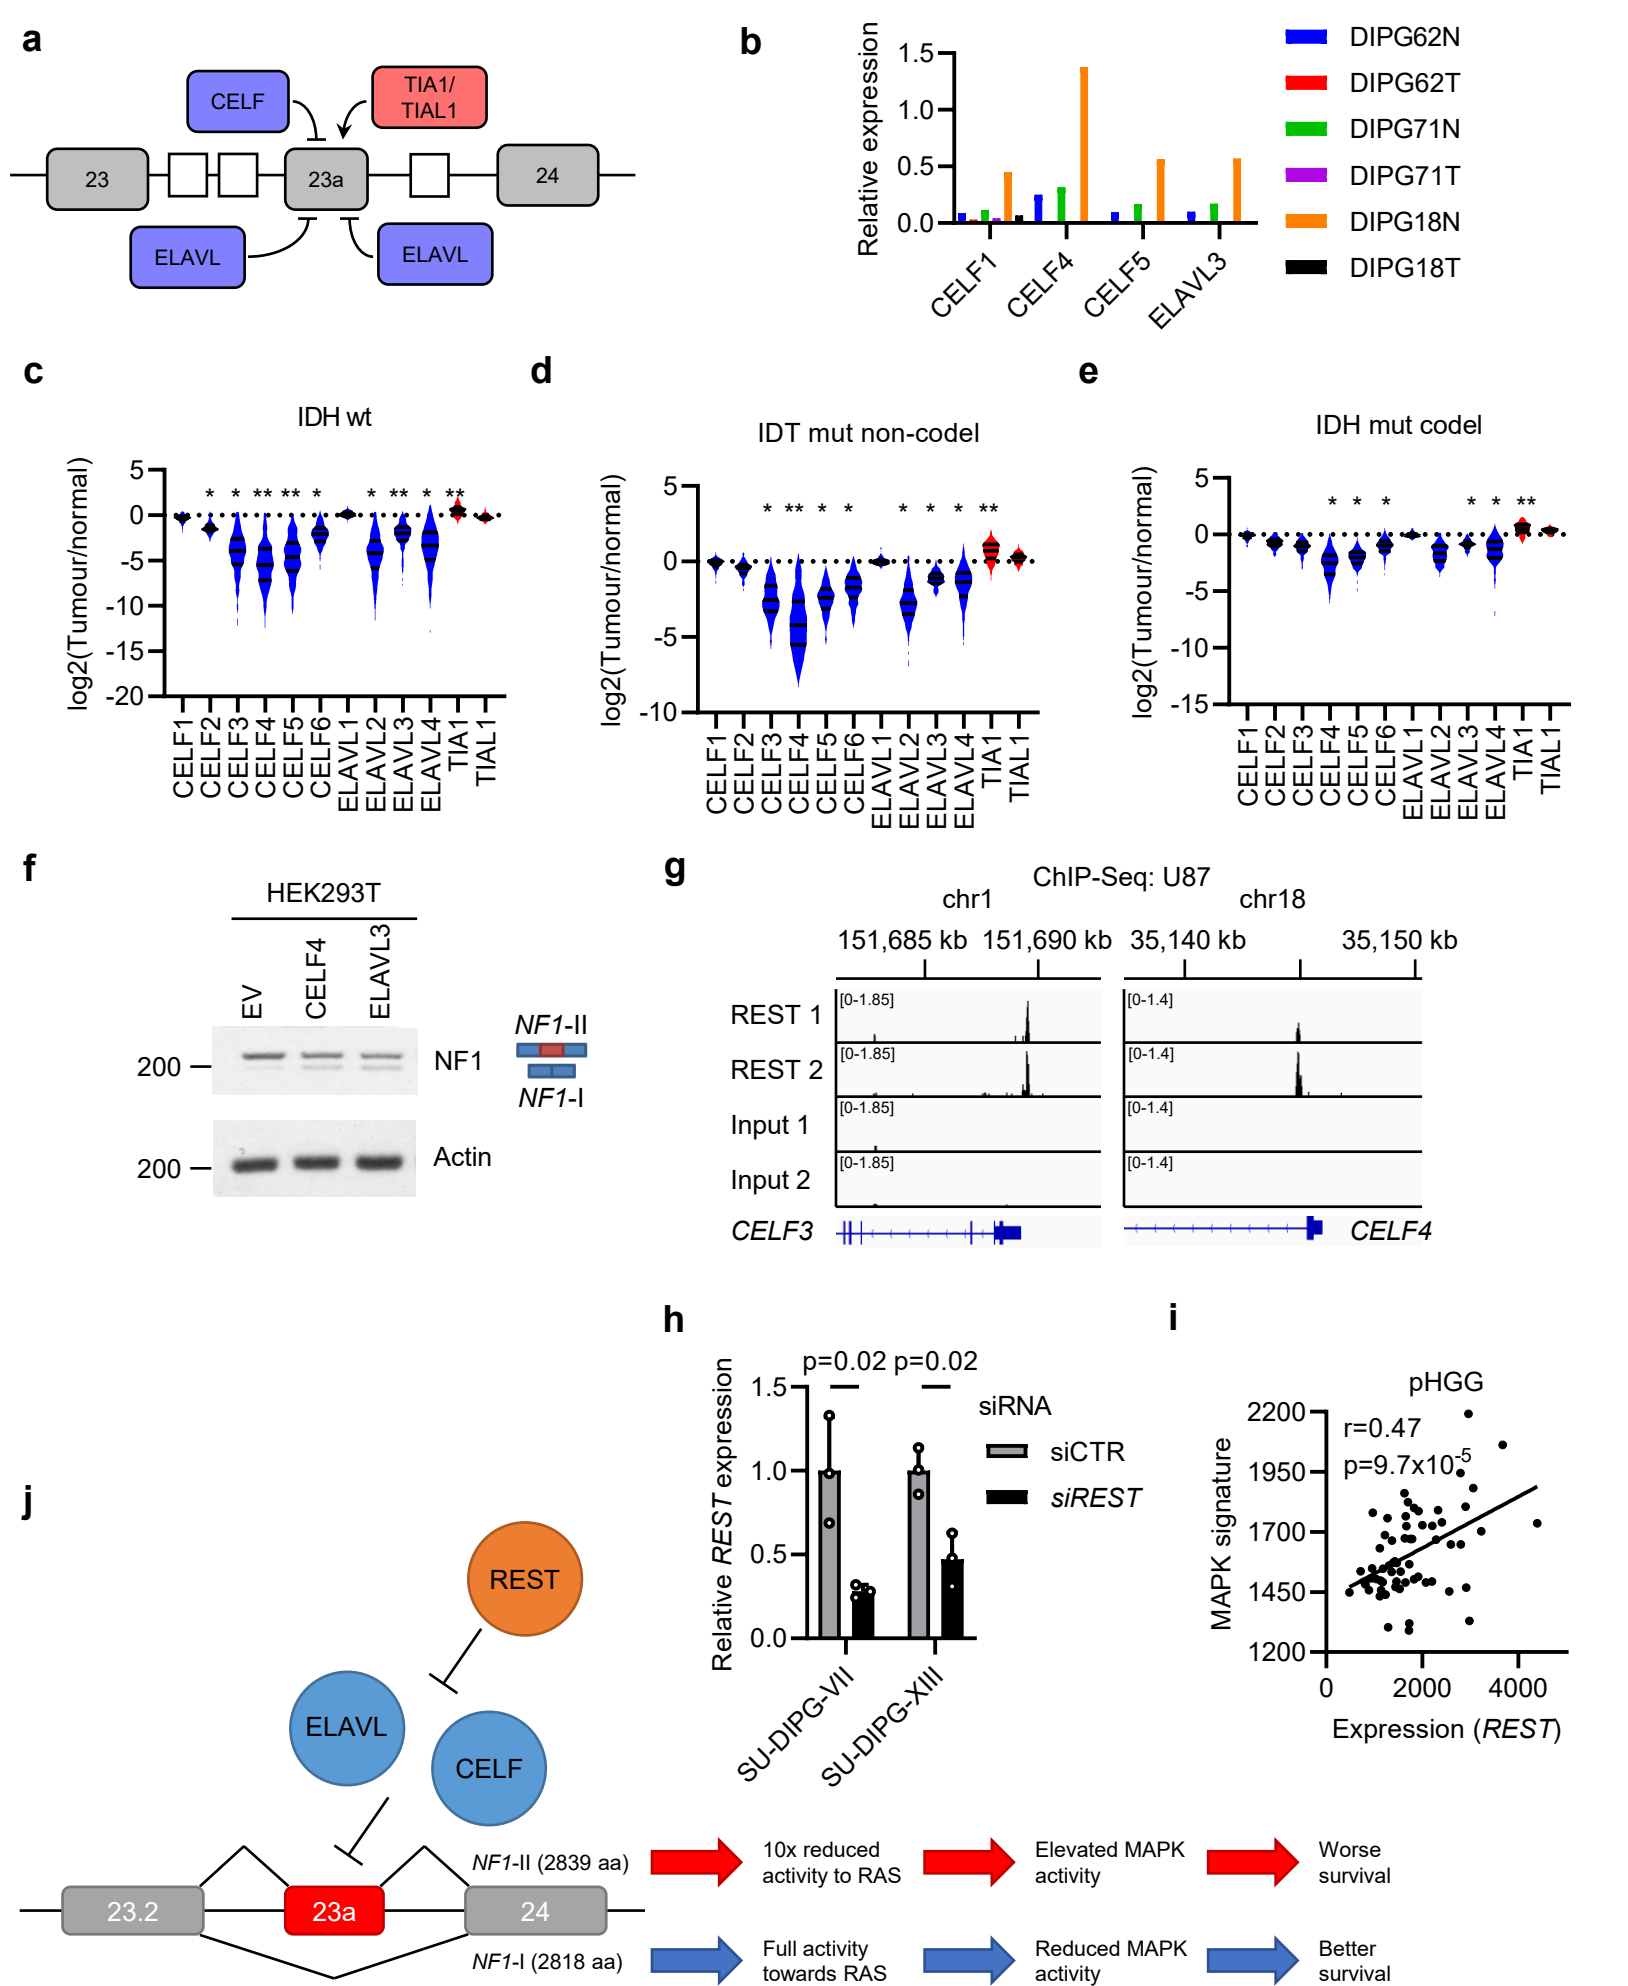 a
CELF
TIA1/
TIAL1
23
23a
24
ELAVL
ELAVL
b
Relative expression
1.5
1.0
0.5
0.0
CELF1
CELF4
CELF5
ELAVL3
DIPG62N
DIPG62T
DIPG71N
DIPG71T
DIPG18N
DIPG18T
c
IDH wt
log2(Tumour/normal)
5
0
-5
-10
-15
-20
* * ** ** * * ** * **
CELF1
CELF2
CELF3
CELF4
CELF5
CELF6
ELAVL1
ELAVL2
ELAVL3
ELAVL4
TIA1
TIAL1
d
IDT mut non-codel
log2(Tumour/normal)
5
0
-5
-10
* ** * * * * * **
CELF1
CELF2
CELF3
CELF4
CELF5
CELF6
ELAVL1
ELAVL2
ELAVL3
ELAVL4
TIA1
TIAL1
e
IDH mut codel
log2(Tumour/normal)
5
0
-5
-10
-15
* * * * * **
CELF1
CELF2
CELF3
CELF4
CELF5
CELF6
ELAVL1
ELAVL2
ELAVL3
ELAVL4
TIA1
TIAL1
f
HEK293T
EV
CELF4
ELAVL3
200
NF1
NF1-II
NF1-I
200
Actin
g
ChIP-Seq: U87
chr1
chr18
151,685 kb 151,690 kb
35,140 kb 35,150 kb
REST 1
[0-1.85]
[0-1.4]
REST 2
[0-1.85]
[0-1.4]
Input 1
[0-1.85]
[0-1.4]
Input 2
[0-1.85]
[0-1.4]
CELF3
CELF4
h
p=0.02 p=0.02
Relative REST expression
1.5
1.0
0.5
0.0
SU-DIPG-VII
SU-DIPG-XIII
siRNA
siCTR
siREST
i
pHGG
r=0.47
p=9.7x10-5
MAPK signature
2200
1950
1700
1450
1200
0 2000 4000
Expression (REST)
j
REST
ELAVL
CELF
23.2
23a
24
NF1-II (2839 aa)
10x reduced
activity to RAS
Elevated MAPK
activity
Worse
survival
NF1-I (2818 aa)
Full activity
towards RAS
Reduced MAPK
activity
Better
survival